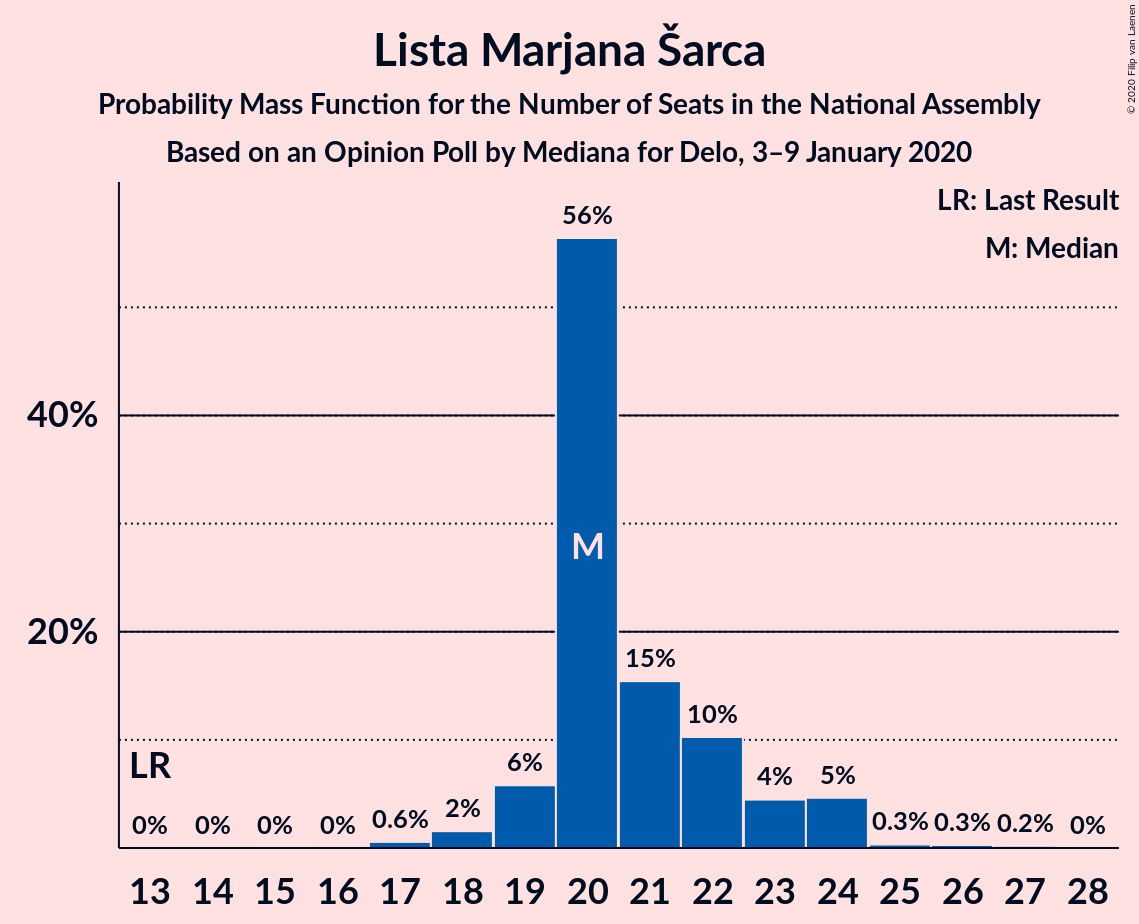 Lista Marjana Šarca
Probability Mass Function for the Number of Seats in the National Assembly
Based on an Opinion Poll by Mediana for Delo, 3–9 January 2020
© 2020 Filip van Laenen
LR: Last Result
M: Median
56%
40%
M
20%
15%
10%
LR
6%
4%
5%
0%
0%
0%
0%
0.6%
2%
0.3%
0.3%
0.2%
0%
13 14 15 16 17 18 19 20 21 22 23 24 25 26 27 28